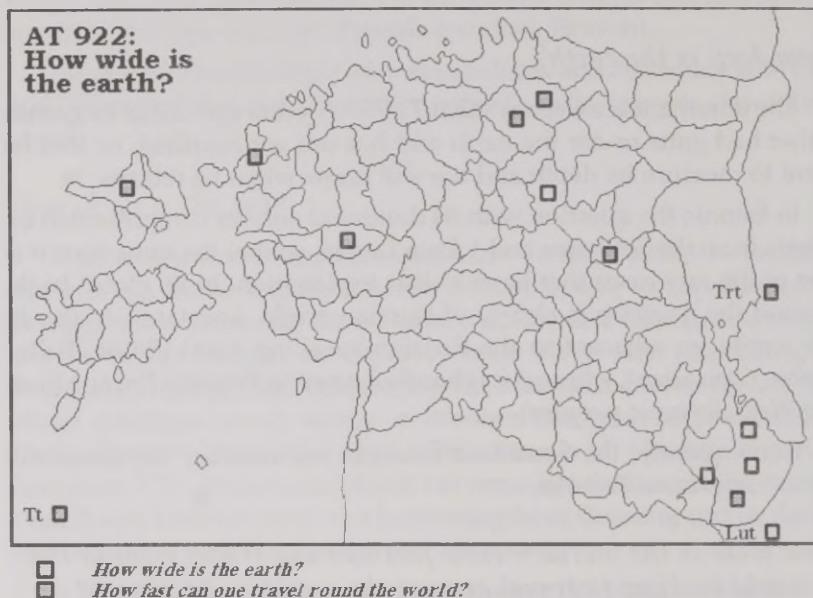 AT 922:
How wide is
the earth?
Trt
Tt
Lut
How wide is the earth?
How fast can one travel round the world?